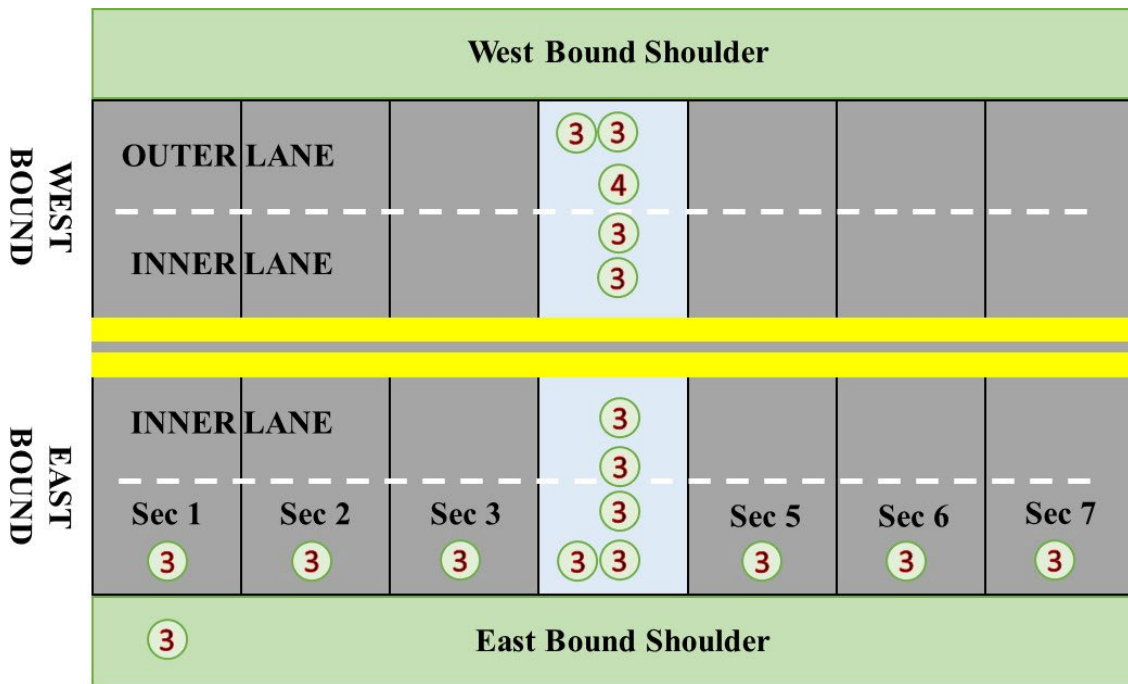 West Bound Shoulder
WEST BOUND
OUTER LANE
3 3
4
3
INNER LANE
3
EAST BOUND
INNER LANE
3
3
Sec 1 Sec 2 Sec 3 3 Sec 5 Sec 6 Sec 7
3 3 3 3 3 3 3 3
3 East Bound Shoulder